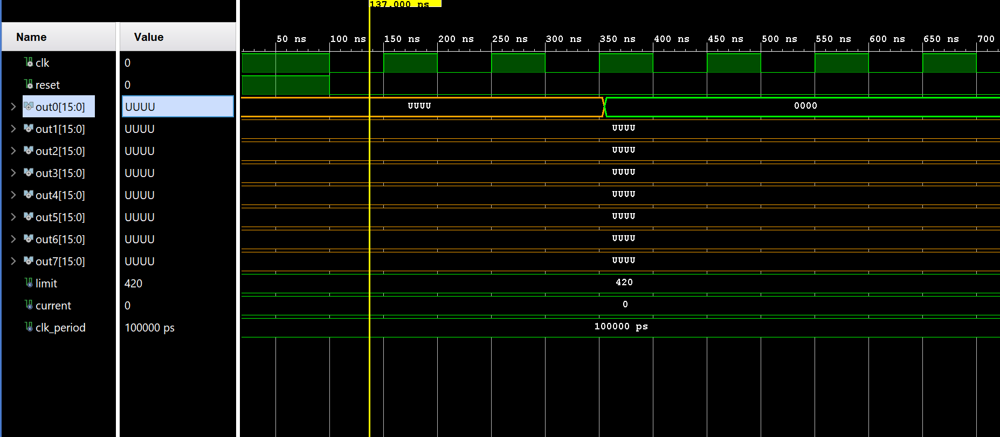 137.000 ns
Name Value
50 ns 100 ns 150 ns 200 ns 250 ns 300 ns 350 ns 400 ns 450 ns 500 ns 550 ns 600 ns 650 ns 700
clk 0
reset 0
out0[15:0] UUUU UUUU 0000
out1[15:0] UUUU UUUU
out2[15:0] UUUU UUUU
out3[15:0] UUUU UUUU
out4[15:0] UUUU UUUU
out5[15:0] UUUU UUUU
out6[15:0] UUUU UUUU
out7[15:0] UUUU UUUU
limit 420 420
current 0 0
clk_period 100000 ps 100000 ps